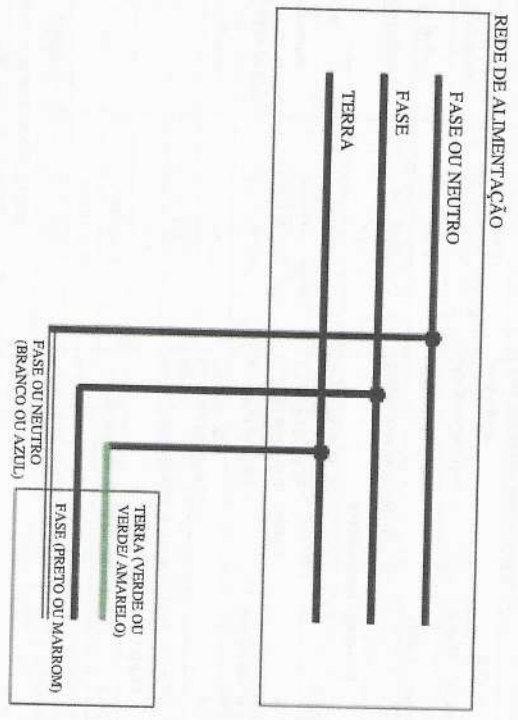 REDE DE ALIMENTAÇÃO
FASE OU NEUTRO
FASE
TERRA
FASE OU NEUTRO
(BRANCO OU AZUL)
TERRA (VERDE OU
VERDE/ AMARELO)
FASE (PRETO OU MARROM)